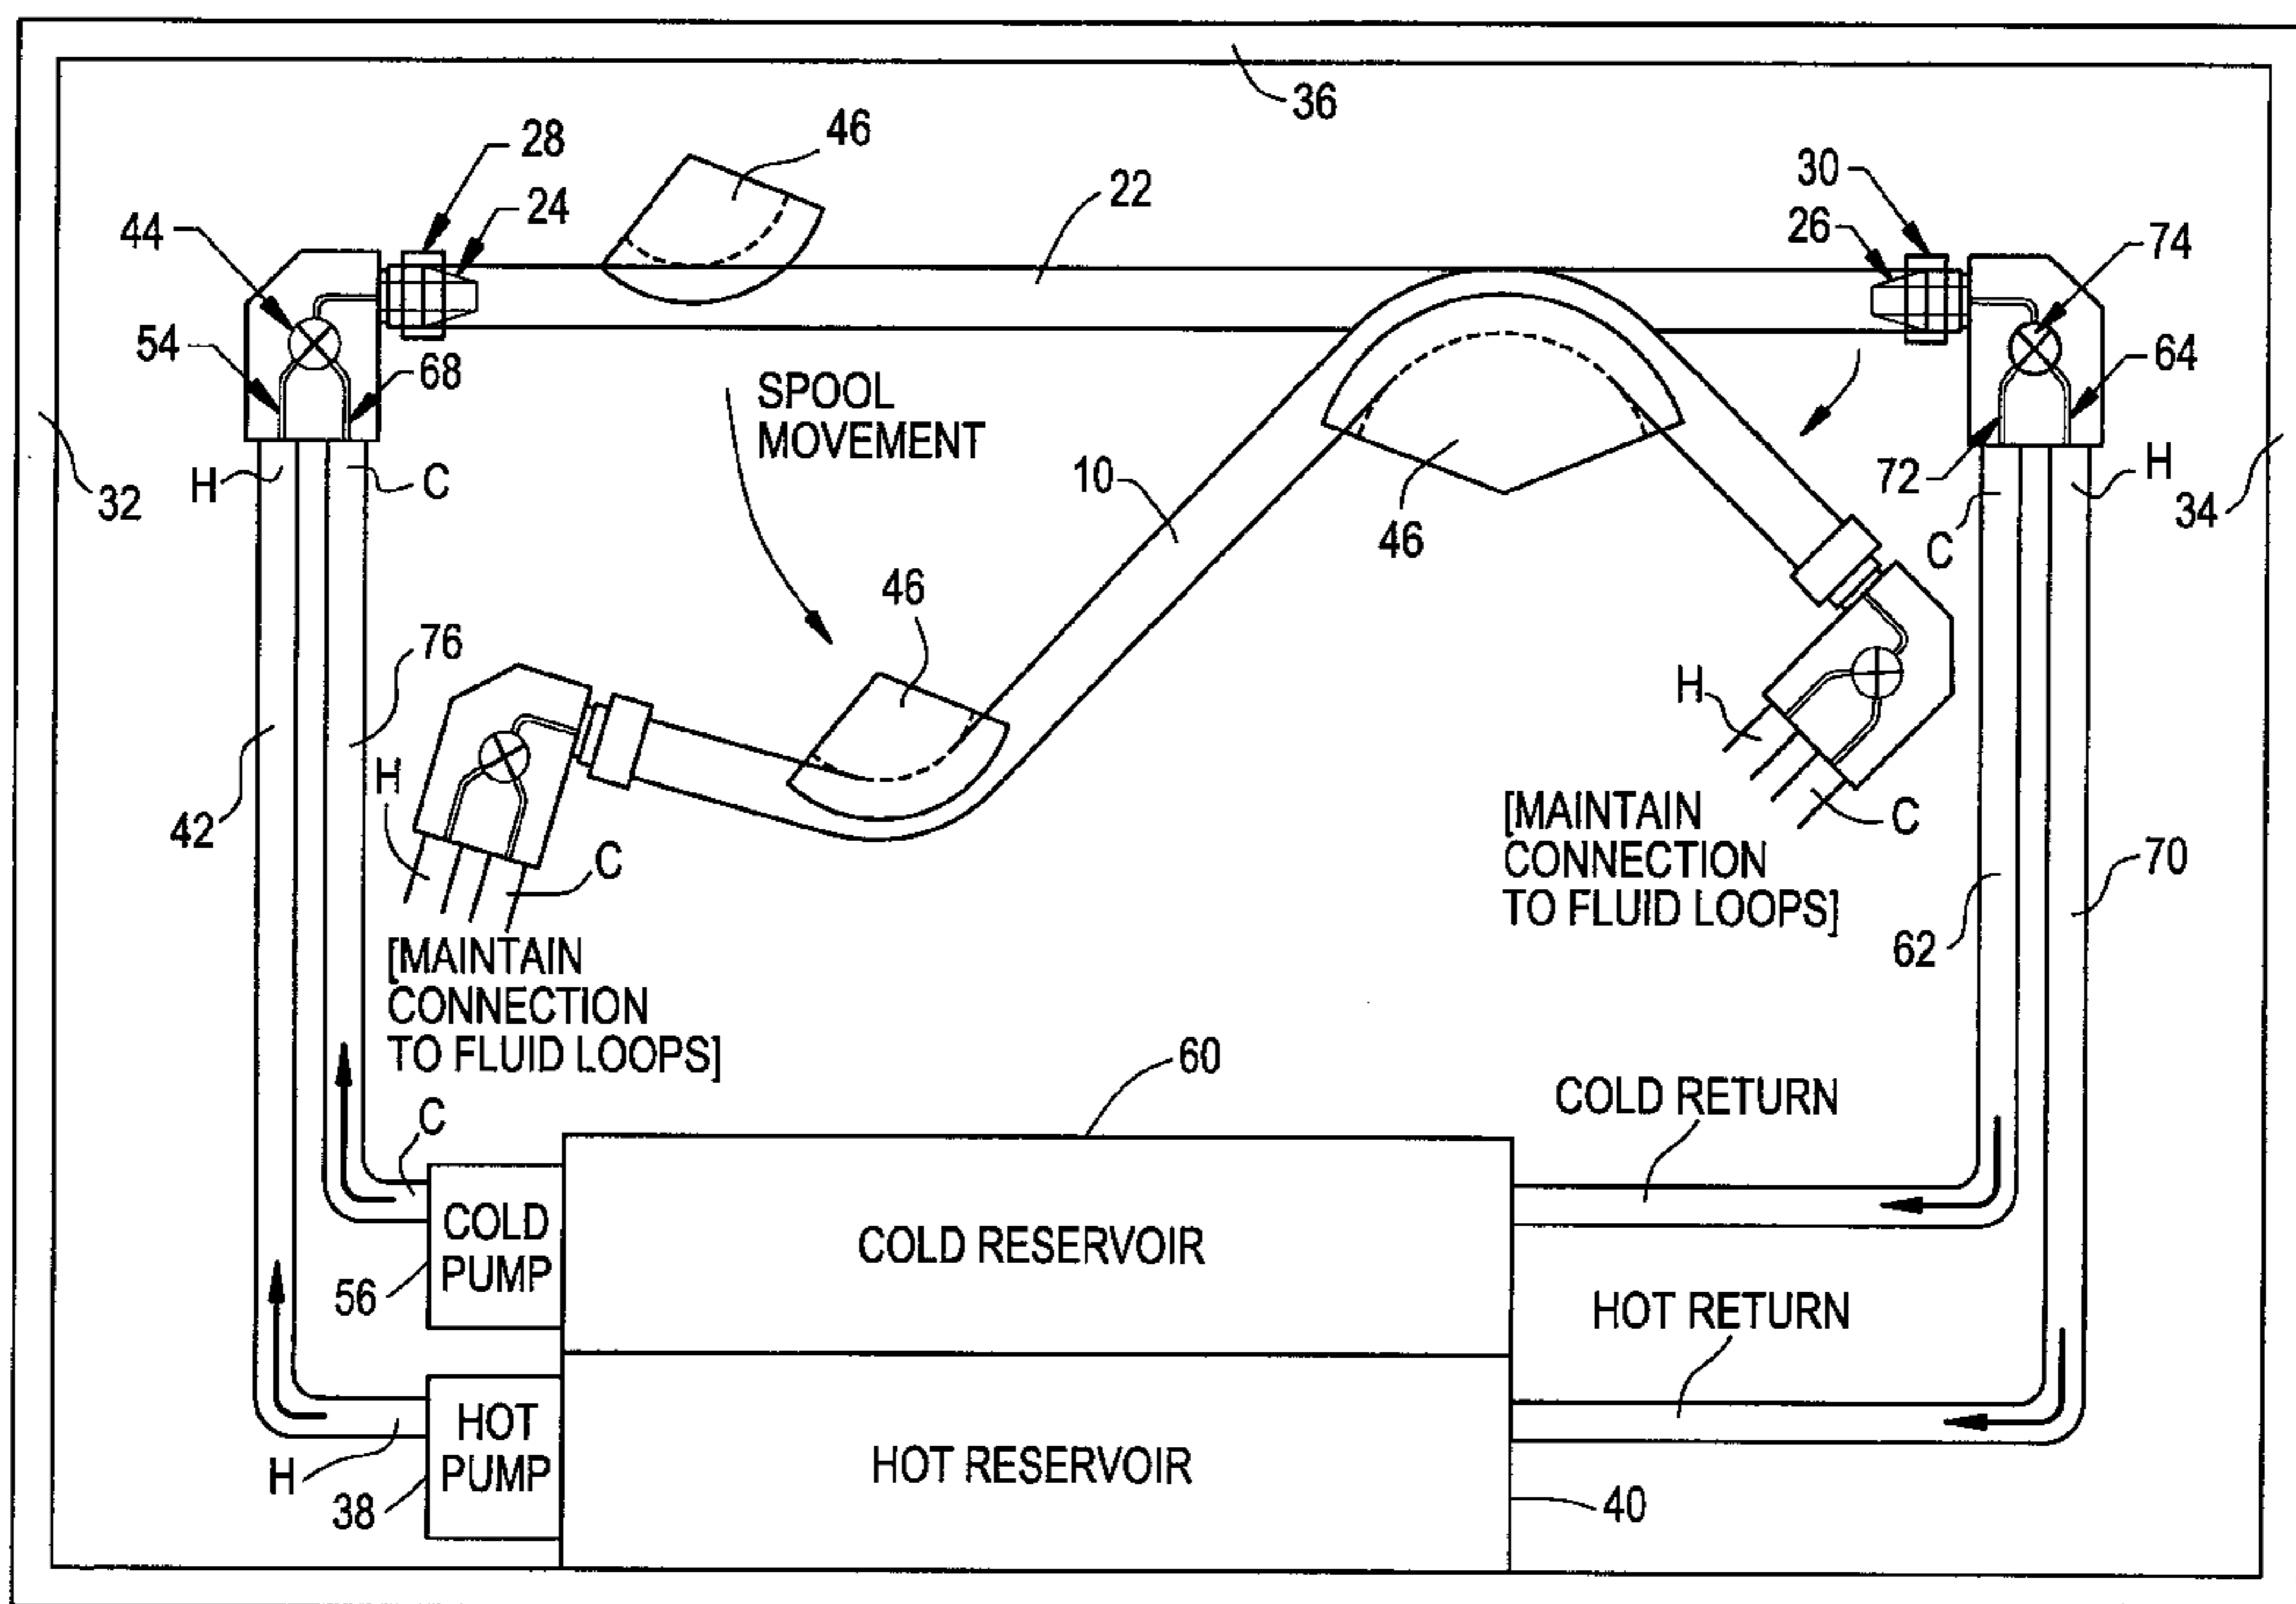 36
28
46
30
24
22
26
44
74
54
68
64
SPOOL
MOVEMENT
H
C
32
10
46
72
C
H
34
46
76
42
H
H
C
[MAINTAIN
CONNECTION
TO FLUID LOOPS]
C
[MAINTAIN
CONNECTION
TO FLUID LOOPS]
62
70
60
COLD RETURN
C
COLD
PUMP
56
COLD RESERVOIR
HOT RETURN
HOT
PUMP
H
38
HOT RESERVOIR
40